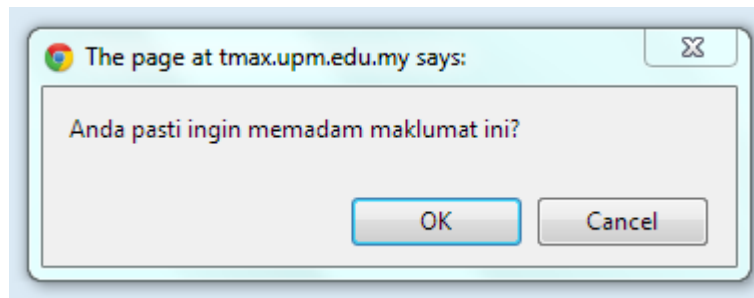 The page at tmax.upm.edu.my says:
Anda pasti ingin memadam maklumat ini?
OK Cancel